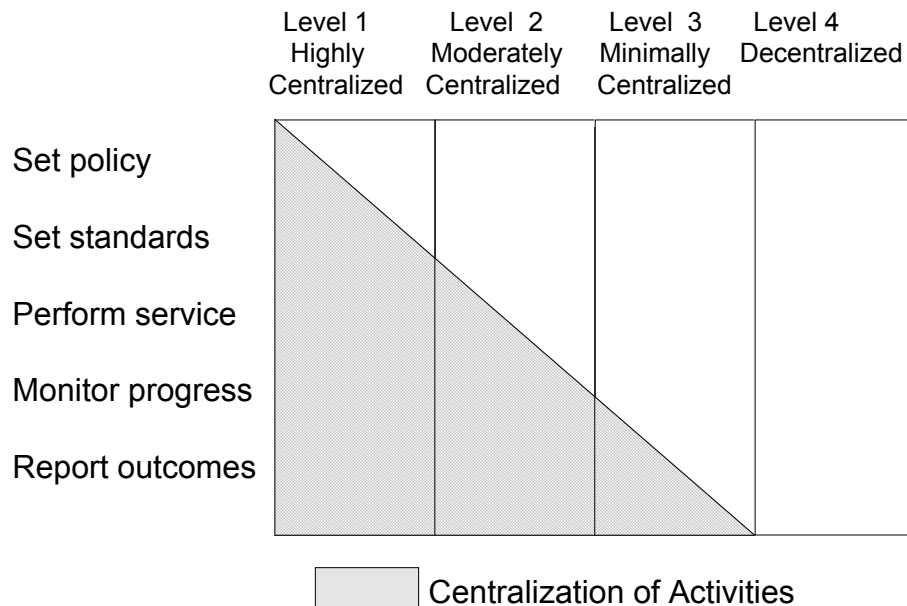 Level 1 Level 2 Level 3 Level 4
Highly Moderately Minimally Decentralized
Centralized Centralized Centralized
Set policy
Set standards
Perform service
Monitor progress
Report outcomes
Centralization of Activities